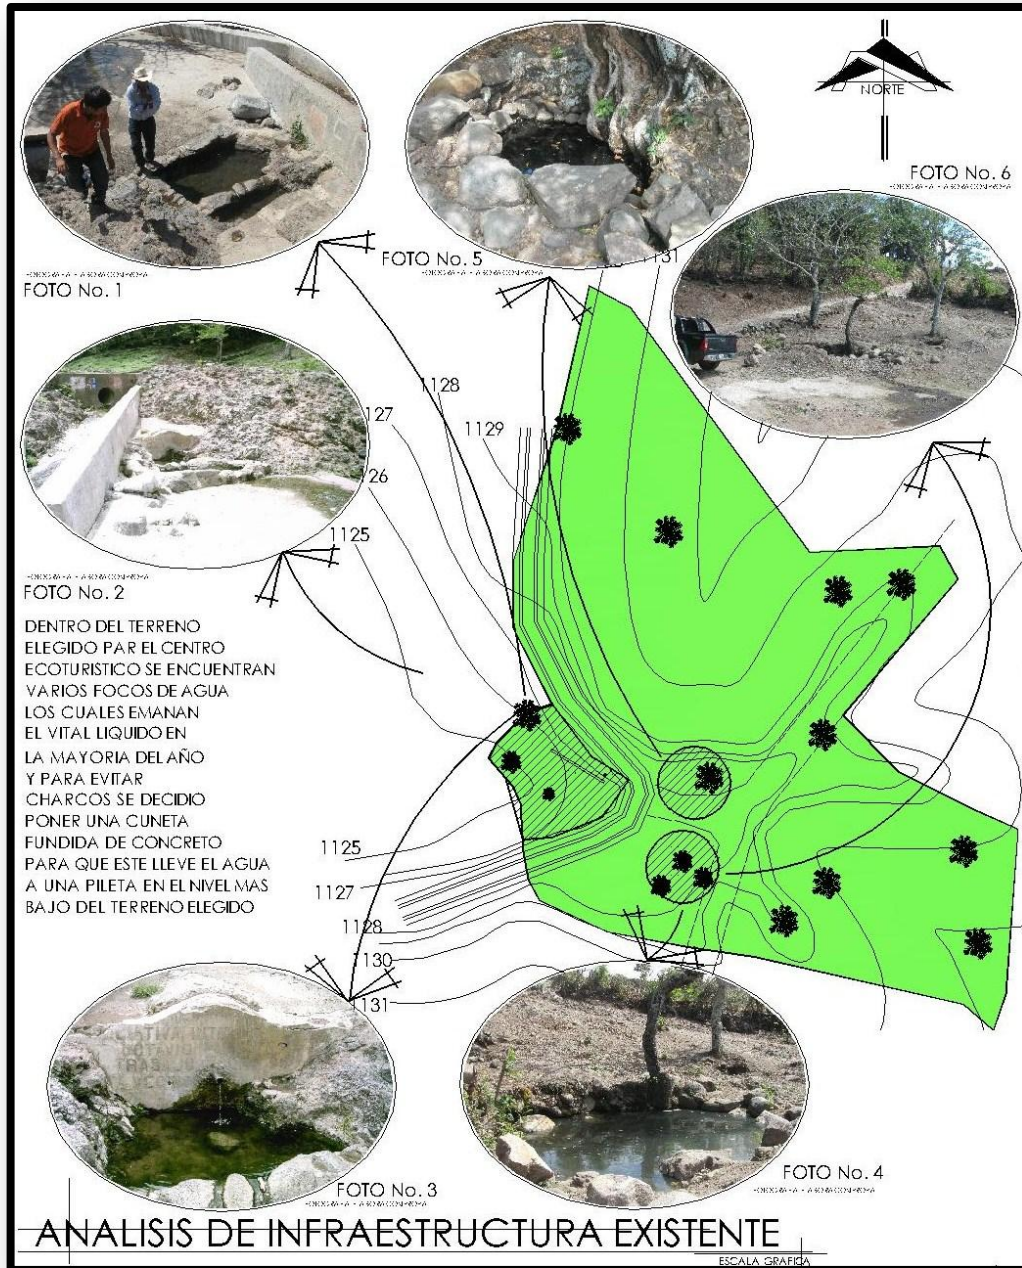 NORTE
FOTO No. 6
FOTO No. 5
FOTO No. 1
1131
1128
1127
1129
1126
1125
FOTO No. 2
DENTRO DEL TERRENO
ELEGIDO PAR EL CENTRO
ECOTURISTICO SE ENCUENTRAN
VARIOS FOCOS DE AGUA
LOS CUALES EMANAN
EL VITAL LIQUIDO EN
LA MAYORIA DEL AÑO
Y PARA EVITAR
CHARCOS SE DECIDIO
PONER UNA CUNETA
FUNDIDA DE CONCRETO
PARA QUE ESTE LLEVE EL AGUA
A UNA PILETA EN EL NIVEL MAS
BAJO DEL TERRENO ELEGIDO
1125
1127
1128
1130
1131
FOTO No. 3
FOTO No. 4
ANALISIS DE INFRAESTRUCTURA EXISTENTE
ESCALA GRAFICA